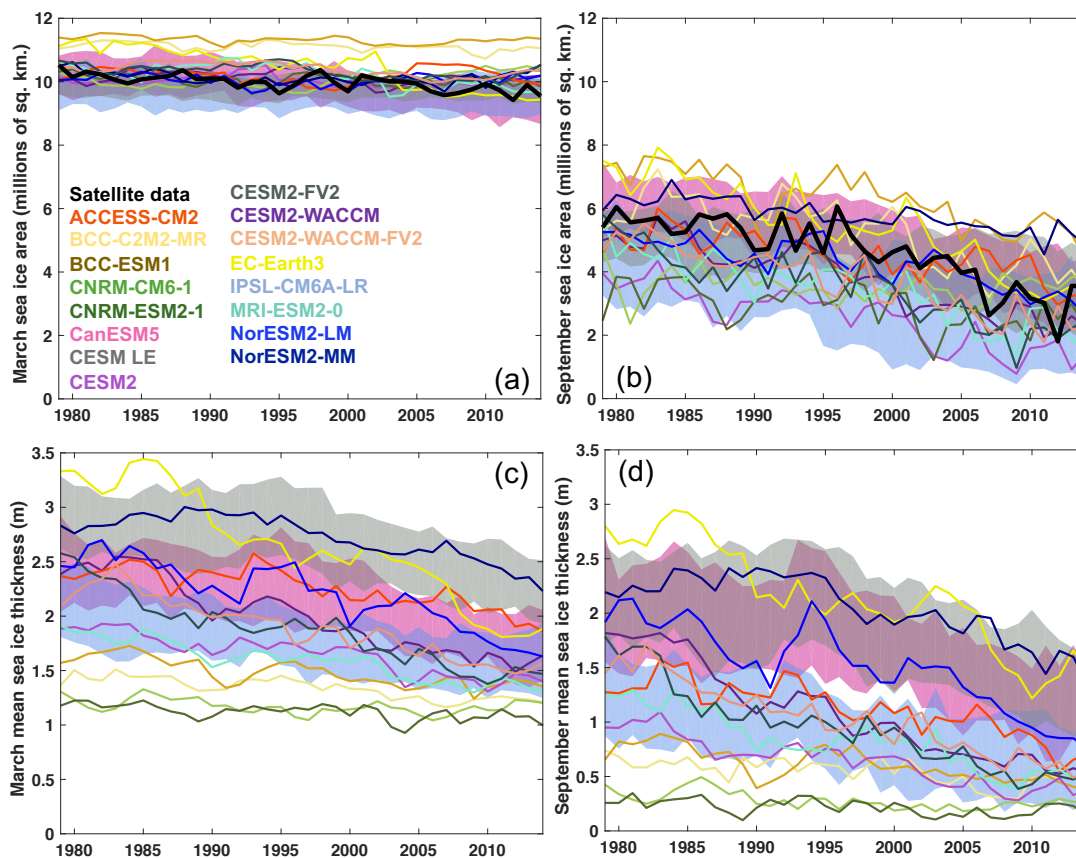 12
10
8
6
4
2
0
March sea ice area (millions of sq. km.)
Satellite data
ACCESS-CM2
BCC-C2M2-MR
BCC-ESM1
CNRM-CM6-1
CNRM-ESM2-1
CanESM5
CESM LE
CESM2
CESM2-FV2
CESM2-WACCM
CESM2-WACCM-FV2
EC-Earth3
IPSL-CM6A-LR
MRI-ESM2-0
NorESM2-LM
NorESM2-MM
(a)
1980 1985 1990 1995 2000 2005 2010
12
10
8
6
4
2
0
September sea ice area (millions of sq. km.)
(b)
1980 1985 1990 1995 2000 2005 2010
3.5
3
2.5
2
1.5
1
0.5
0
March mean sea ice thickness (m)
(c)
1980 1985 1990 1995 2000 2005 2010
3.5
3
2.5
2
1.5
1
0.5
0
September mean sea ice thickness (m)
(d)
1980 1985 1990 1995 2000 2005 2010